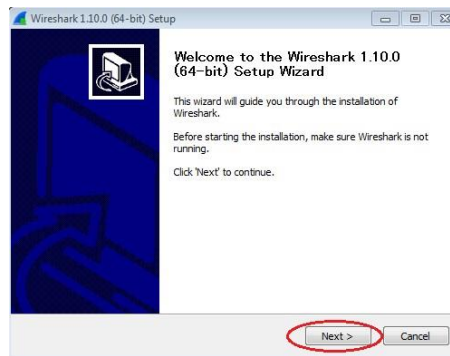 Wireshark 1.10.0 (64-bit) Setup
Welcome to the Wireshark 1.10.0
(64-bit) Setup Wizard
This wizard will guide you through the installation of
Wireshark.
Before starting the installation, make sure Wireshark is not
running.
Click 'Next' to continue.
Next >
Cancel